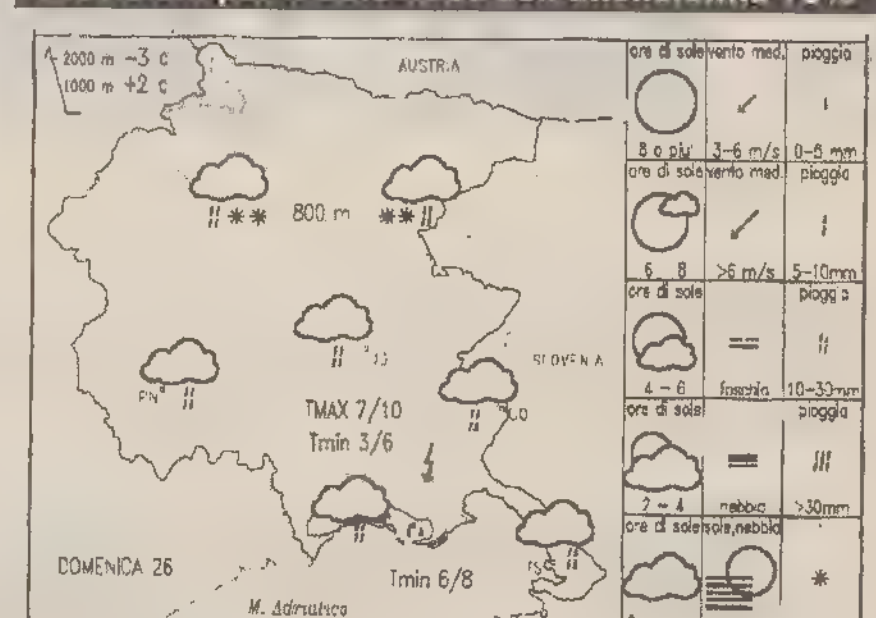 2000 m -3 c
1000 m +2 c
AUSTRIA
800 m
PN
SLOVENIA
TMAX 7/10
Tmin 3/6
DOMENICA 26
Tmin 6/8
M. Adriatico
ore di sole vento med. pioggia
8 o piu' 3-6 m/s 0-5 mm
ore di sole vento med. pioggia
6 8 >6 m/s 5-10mm
ore di sole pioggia
4 - 6 foschia 10-30mm
ore di sole pioggia
2 - 4 nebbia >30mm
ore di sole sole,nebbia